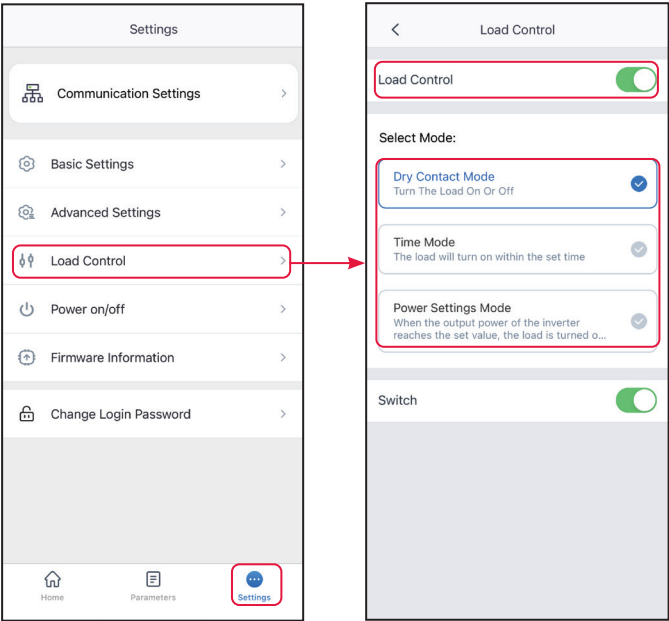 Settings
Communication Settings
Basic Settings
Advanced Settings
Load Control
Power on/off
Firmware Information
Change Login Password
Home
Parameters
Settings
Load Control
Load Control
Select Mode:
Dry Contact Mode
Turn The Load On Or Off
Time Mode
The load will turn on within the set time
Power Settings Mode
When the output power of the inverter
reaches the set value, the load is turned o...
Switch